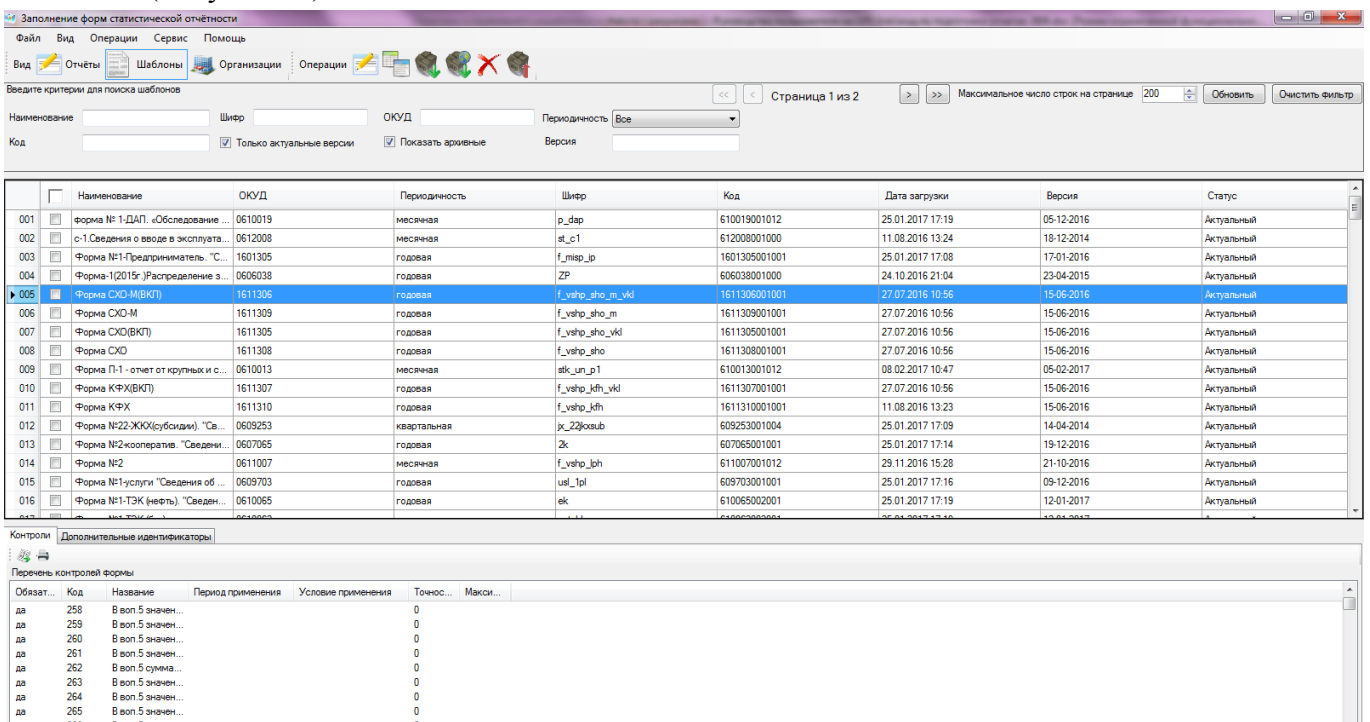 Заполнение форм статистической отчётности
Файл Вид Операции Сервис Помощь
Вид Отчёты Шаблоны Организации Операции
Введите критерии для поиска шаблонов << < Страница 1 из 2 > >> Максимальное число строк на странице 200 Обновить Очистить фильтр
Наименование Шифр ОКУД Периодичность Все
Код Только актуальные версии Показать архивные Версия
Наименование ОКУД Периодичность Шифр Код Дата загрузки Версия Статус
001 форма № 1-ДАП. «Обследование ... 0610019 месячная p_dap 610019001012 25.01.2017 17:19 05-12-2016 Актуальный
002 с-1.Сведения о вводе в эксплуата... 0612008 месячная st_c1 612008001000 11.08.2016 13:24 18-12-2014 Актуальный
003 Форма №1-Предприниматель. "С... 1601305 годовая f_misp_ip 1601305001001 25.01.2017 17:08 17-01-2016 Актуальный
004 Форма-1(2015г.)Распределение з... 0606038 годовая ZP 606038001000 24.10.2016 21:04 23-04-2015 Актуальный
005 Форма СХО-М(ВКЛ) 1611306 годовая f_vshp_sho_m_vkl 1611306001001 27.07.2016 10:56 15-06-2016 Актуальный
006 Форма СХО-М 1611309 годовая f_vshp_sho_m 1611309001001 27.07.2016 10:56 15-06-2016 Актуальный
007 Форма СХО(ВКЛ) 1611305 годовая f_vshp_sho_vkl 1611305001001 27.07.2016 10:56 15-06-2016 Актуальный
008 Форма СХО 1611308 годовая f_vshp_sho 1611308001001 27.07.2016 10:56 15-06-2016 Актуальный
009 Форма П-1 - отчет от крупных и с... 0610013 месячная stk_un_p1 610013001012 08.02.2017 10:47 05-02-2017 Актуальный
010 Форма КФХ(ВКЛ) 1611307 годовая f_vshp_kfh_vkl 1611307001001 27.07.2016 10:56 15-06-2016 Актуальный
011 Форма КФХ 1611310 годовая f_vshp_kfh 1611310001001 11.08.2016 13:23 15-06-2016 Актуальный
012 Форма №22-ЖКХ(субсидии). "Св... 0609253 квартальная jx_22jkxsub 609253001004 25.01.2017 17:09 14-04-2014 Актуальный
013 Форма №2-кооператив. "Сведени... 0607065 годовая 2k 607065001001 25.01.2017 17:14 19-12-2016 Актуальный
014 Форма №2 0611007 месячная f_vshp_lph 611007001012 29.11.2016 15:28 21-10-2016 Актуальный
015 Форма №1-услуги "Сведения об ... 0609703 годовая usl_1pl 609703001001 25.01.2017 17:16 09-12-2016 Актуальный
016 Форма №1-ТЭК (нефть). "Сведен... 0610065 годовая ek 610065002001 25.01.2017 17:19 12-01-2017 Актуальный
Контроли Дополнительные идентификаторы
Перечень контролей формы
Обязат... Код Название Период применения Условие применения Точнос... Макси...
да 258 В воп.5 значен... 0
да 259 В воп.5 значен... 0
да 260 В воп.5 значен... 0
да 261 В воп.5 значен... 0
да 262 В воп.5 сумма... 0
да 263 В воп.5 значен... 0
да 264 В воп.5 значен... 0
да 265 В воп.5 значен... 0